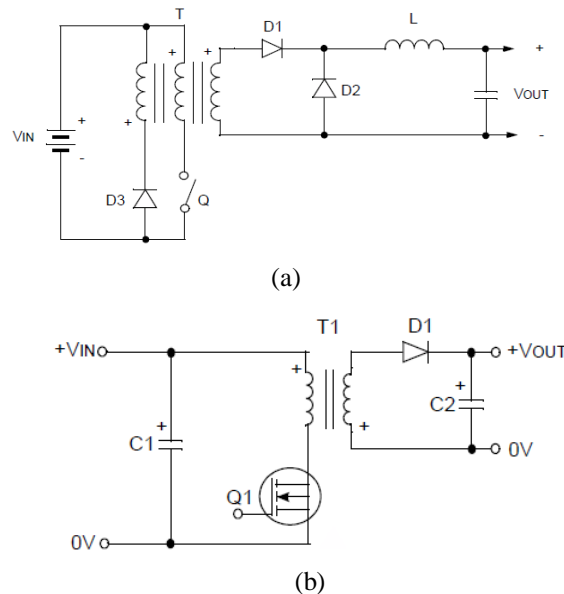 T
D1
L
+
+
+
+
D2
VOUT
VIN
+
-
+
D3
Q
-
(a)
T1
D1
+VIN
+VOUT
+
+
C1
+
C2
+
0V
Q1
0V
(b)